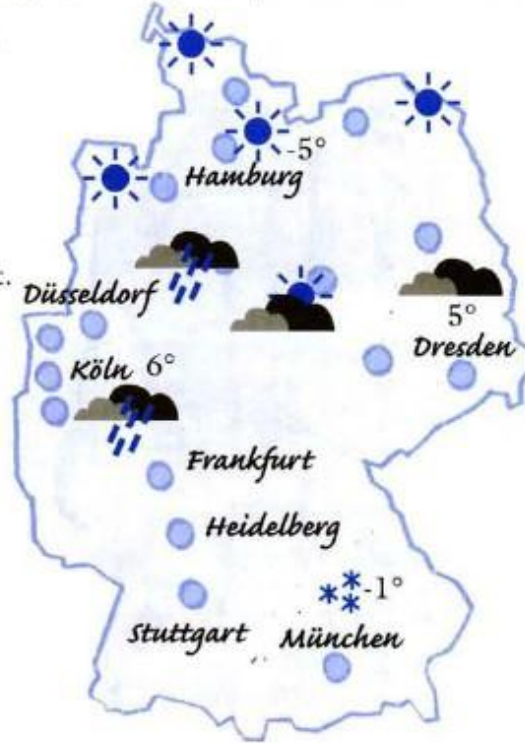 -5°
Hamburg
t.
Düsseldorf
5°
Dresden
Köln 6°
Frankfurt
Heidelberg
-1°
Stuttgart München